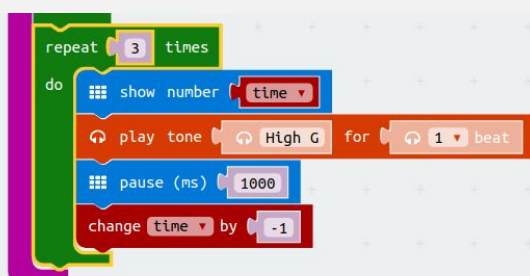 repeat 3 times
do
show number time
play tone High G for 1 beat
pause (ms) 1000
change time by -1